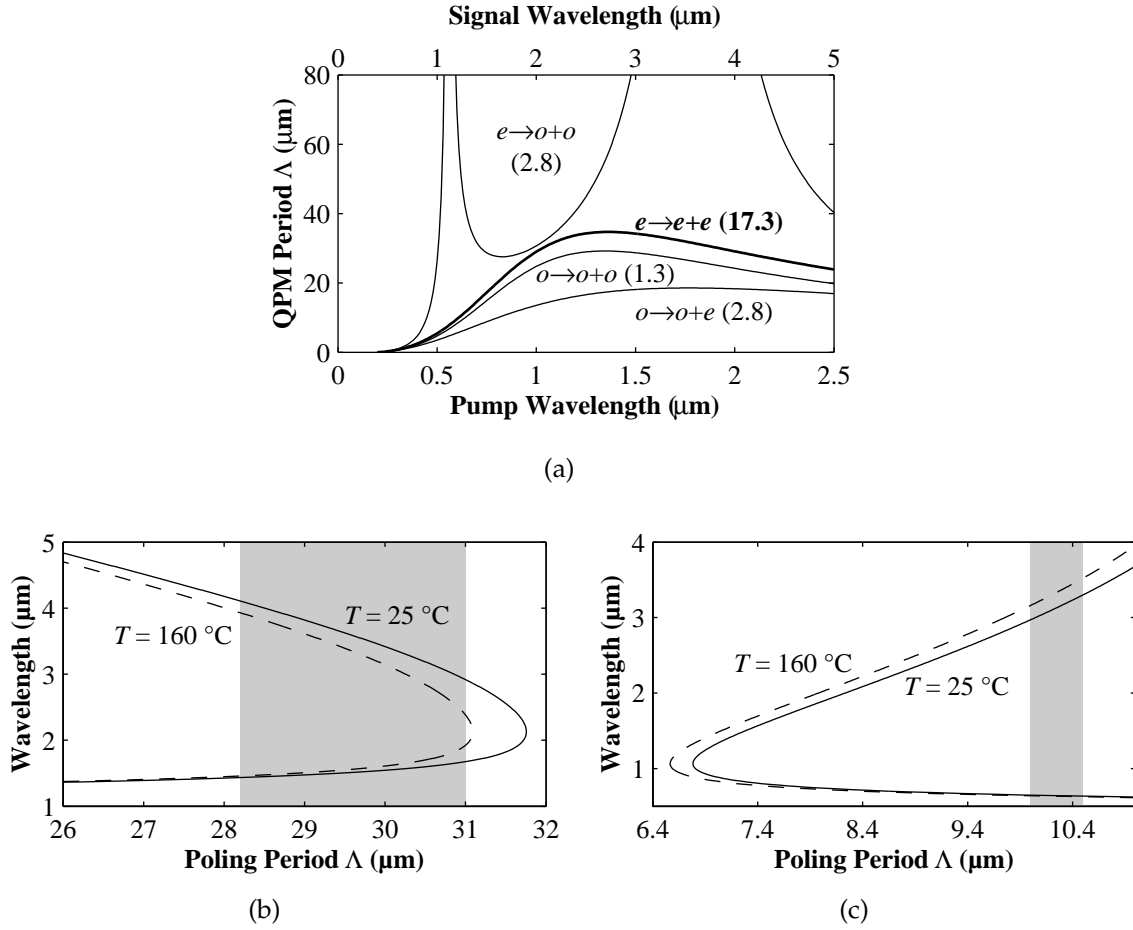 Signal Wavelength (μm)
0 1 2 3 4 5
QPM Period Λ (μm)
80
60
40
20
0
e→o+o
(2.8)
e→e+e (17.3)
o→o+o (1.3)
o→o+e (2.8)
0 0.5 1 1.5 2 2.5
Pump Wavelength (μm)
(a)
Wavelength (μm)
5
4
3
2
1
T = 25 °C
T = 160 °C
26 27 28 29 30 31 32
Poling Period Λ (μm)
(b)
Wavelength (μm)
4
3
2
1
T = 160 °C
T = 25 °C
6.4 7.4 8.4 9.4 10.4
Poling Period Λ (μm)
(c)